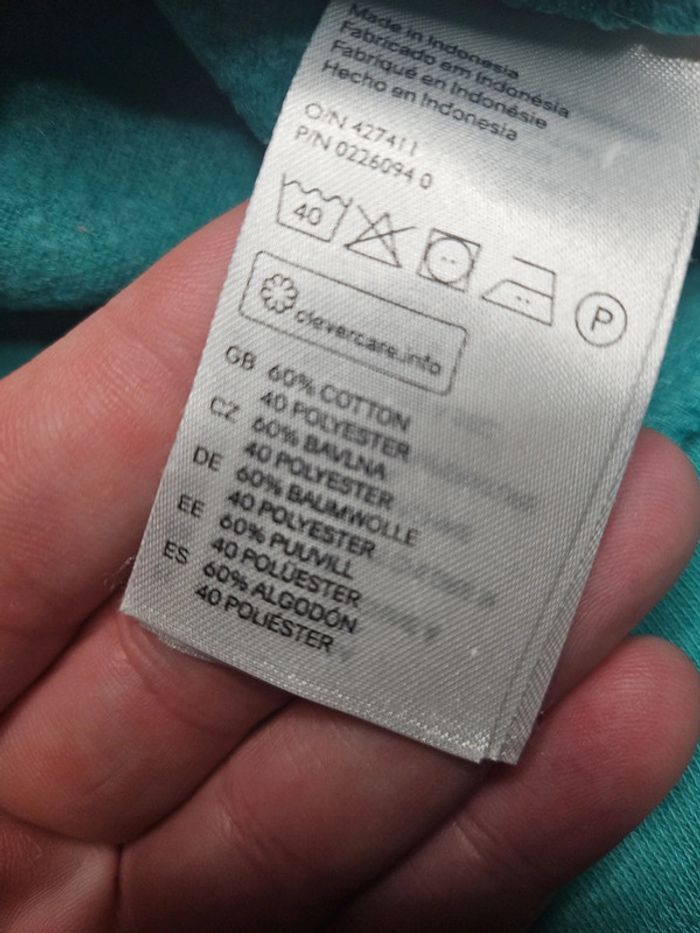 Made in Indonesia
Fabricado em Indonésia
Fabriqué en Indonésie
Hecho en Indonesia
O/N 427411
P/N 0226094 0
40
P
clevercare.info
GB 60% COTTON
40 POLYESTER
CZ 60% BAVLNA
40 POLYESTER
DE 60% BAUMWOLLE
40 POLYESTER
EE 60% PUUVILL
40 POLÜESTER
ES 60% ALGODÓN
40 POLIÉSTER